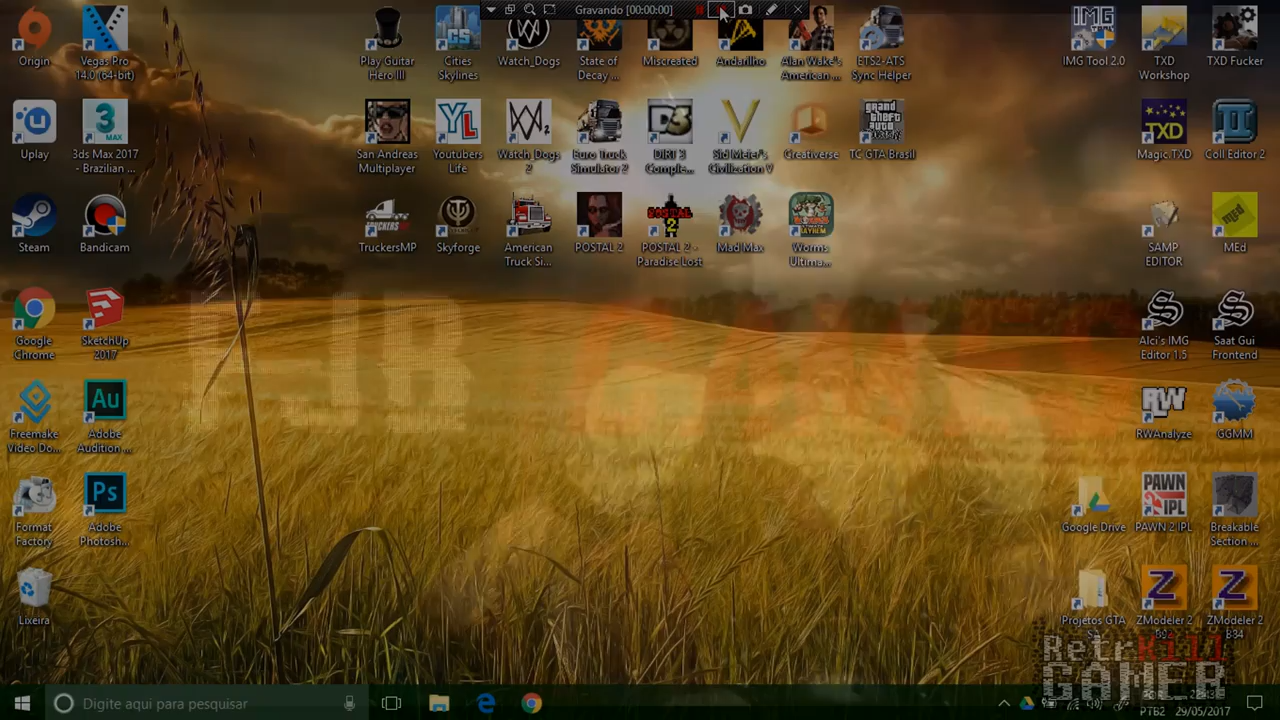 Gravando [00:00:00]
Origin
Vegas Pro
14.0 (64-bit)
Play Guitar
Hero III
Cities
Skylines
Watch_Dogs
State of
Decay ...
Miscreated
Andarilho
Alan Wake's
American ...
ETS2-ATS
Sync Helper
IMG Tool 2.0
TXD
Workshop
TXD Fucker
Uplay
3ds Max 2017
- Brazilian ...
San Andreas
Multiplayer
Youtubers
Life
Watch_Dogs
2
Euro Truck
Simulator 2
DiRT 3
Comple...
Sid Meier's
Civilization V
Creativerse
TC GTA Brasil
Magic TXD
Coll Editor 2
Steam
Bandicam
TruckersMP
Skyforge
American
Truck Si...
POSTAL 2
POSTAL 2 -
Paradise Lost
Mad Max
Worms
Ultima...
SAMP
EDITOR
MEd
Google
Chrome
SketchUp
2017
Alci's IMG
Editor 1.5
Saat Gui
Frontend
Freemake
Video Do...
Adobe
Audition ...
RWAnalyze
GGMM
Format
Factory
Adobe
Photosh...
Google Drive
PAWN 2 IPL
Breakable
Section ...
Lixeira
Projetos GTA
ZModeler 2
ZModeler 2
RetrKill
GAMER
Digite aqui para pesquisar
PTB2
29/05/2017